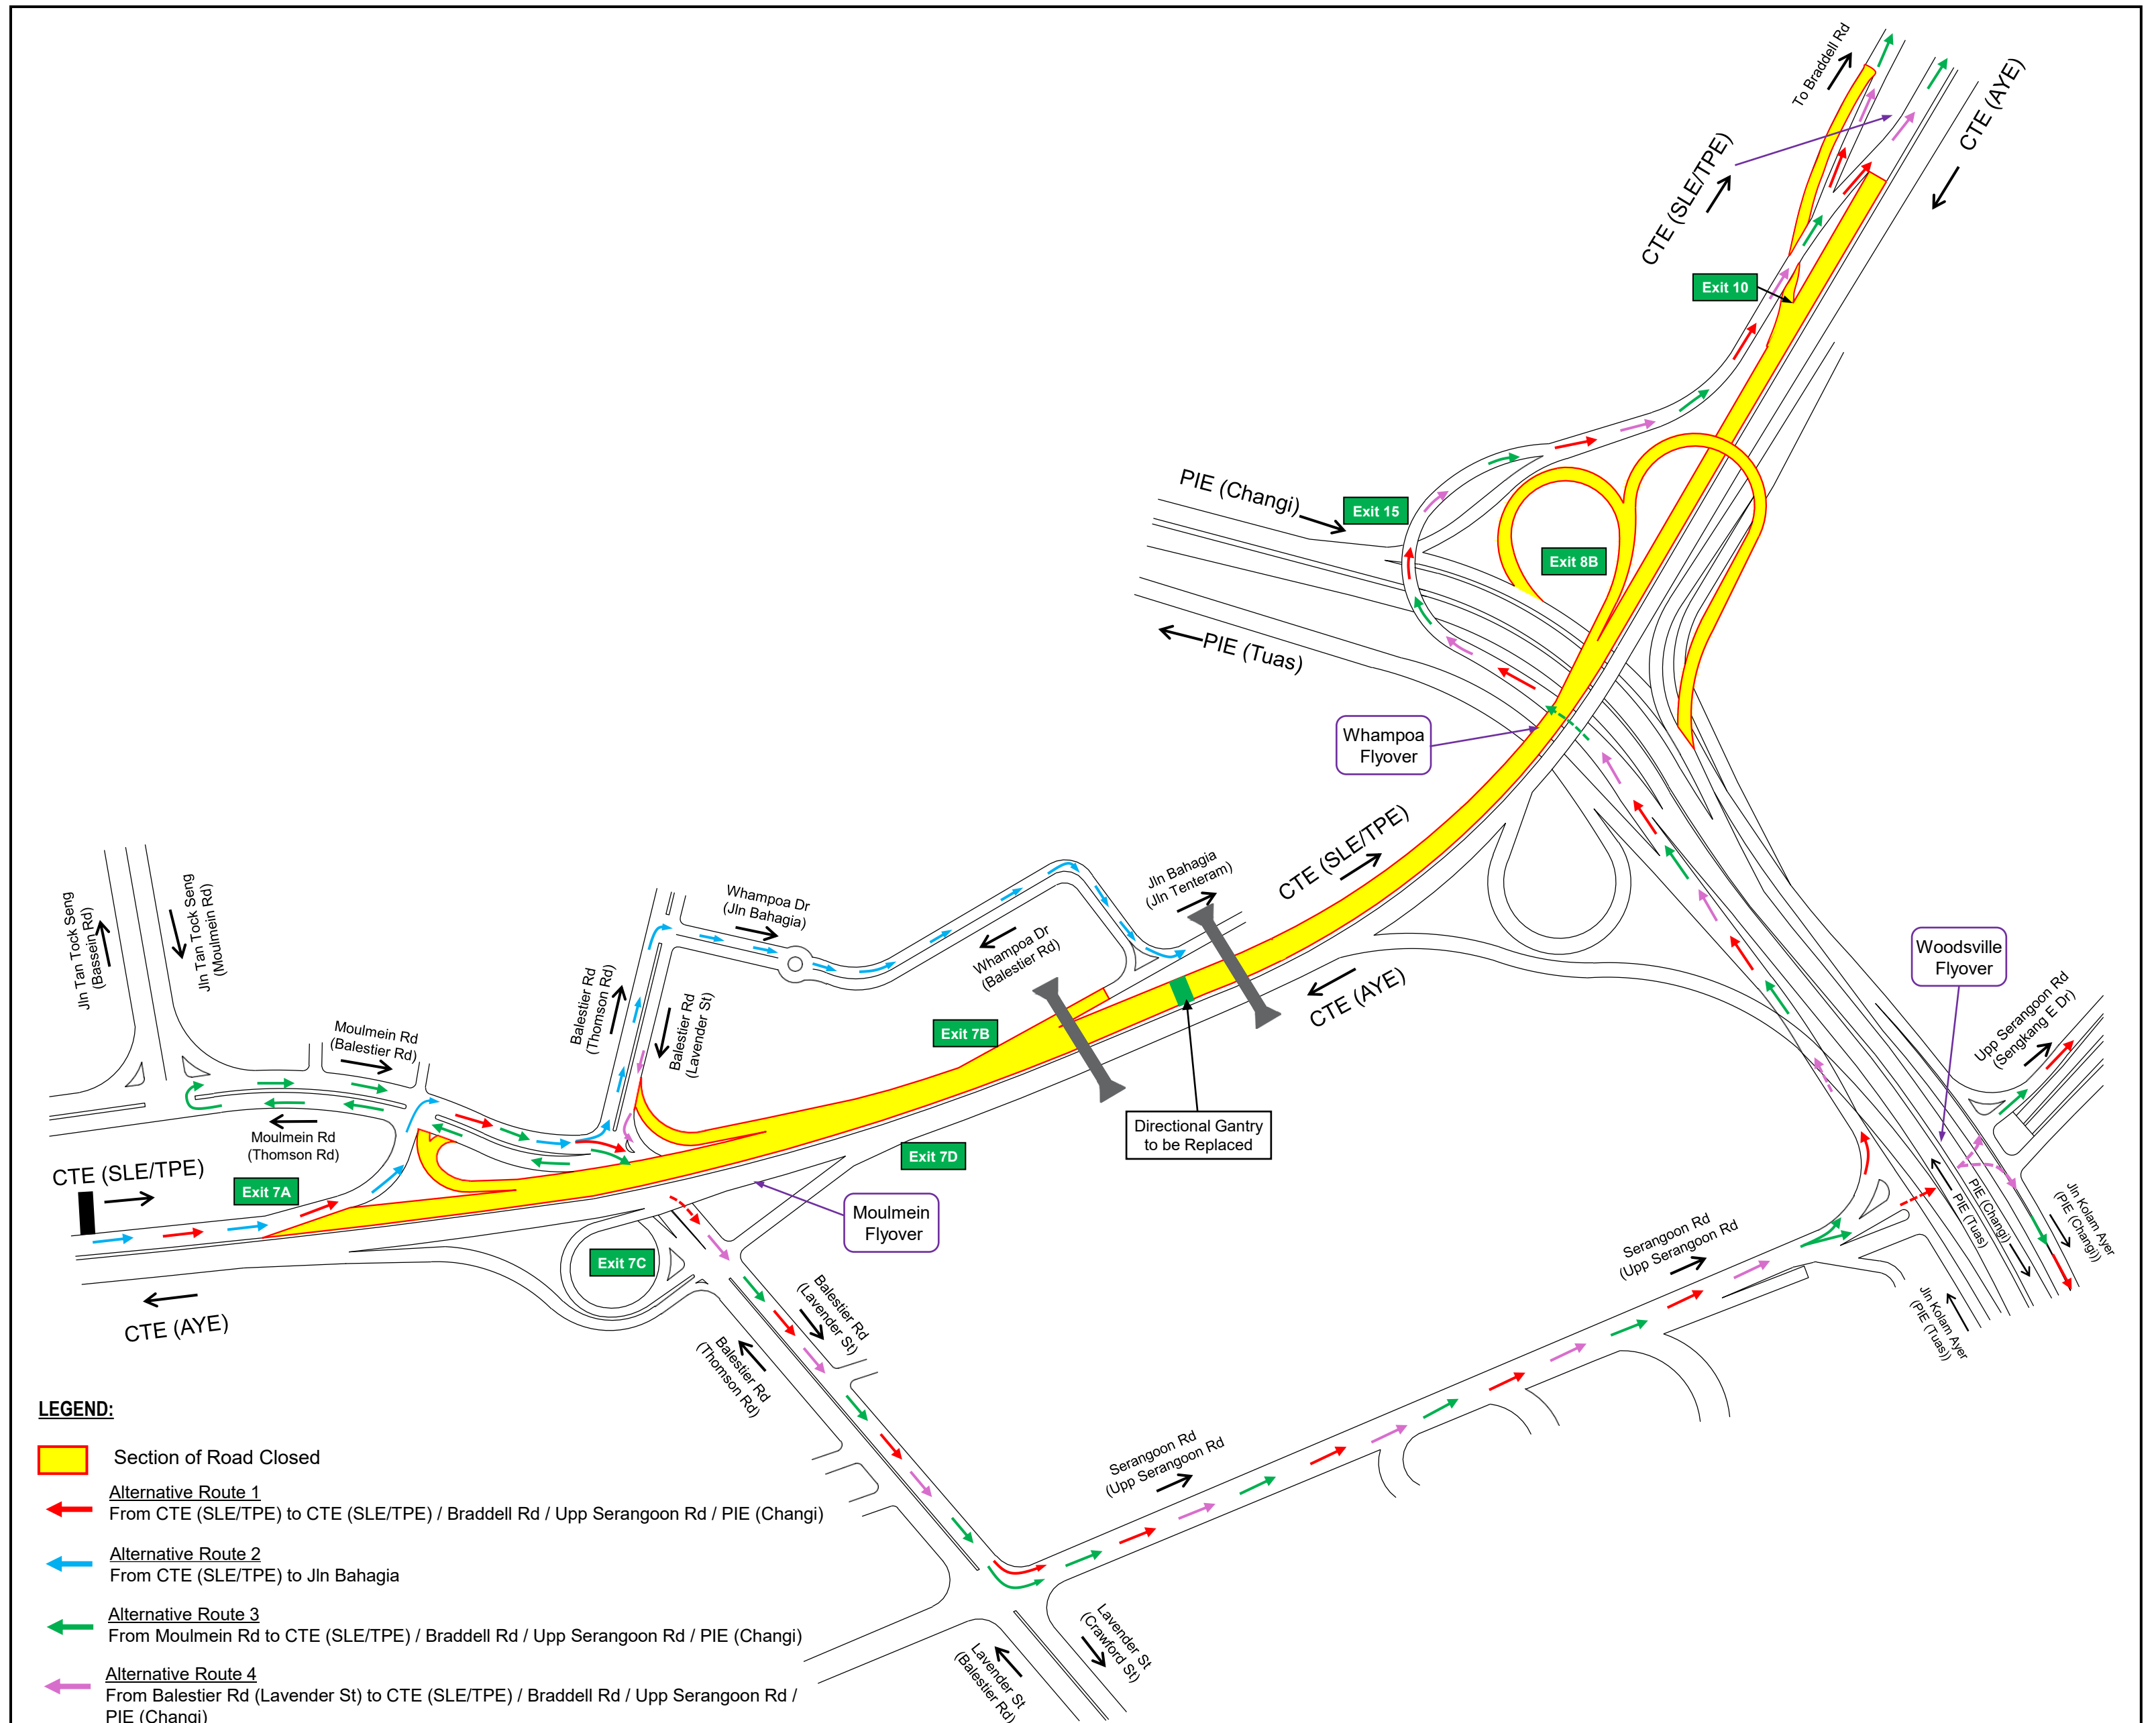 To Braddell Rd
CTE (AYE)
CTE (SLE/TPE)
Exit 10
PIE (Changi)
Exit 15
Exit 8B
PIE (Tuas)
Whampoa
Flyover
CTE (SLE/TPE)
Jln Bahagia
(Jln Tenteram)
Whampoa Dr
(Jln Bahagia)
Whampoa Dr
(Balestier Rd)
Jln Tan Tock Seng
(Bassein Rd)
Jln Tan Tock Seng
(Moulmein Rd)
Balestier Rd
(Thomson Rd)
Balestier Rd
(Lavender St)
Woodsville
Flyover
Upp Serangoon Rd
(Sengkang E Dr)
CTE (AYE)
Exit 7B
Moulmein Rd
(Balestier Rd)
Directional Gantry
to be Replaced
Moulmein Rd
(Thomson Rd)
Exit 7D
CTE (SLE/TPE)
Exit 7A
Moulmein
Flyover
PIE (Tuas)
PIE (Changi)
Jln Kolam Ayer
(PIE (Changi))
Exit 7C
Serangoon Rd
(Upp Serangoon Rd
Jln Kolam Ayer
(PIE (Tuas))
CTE (AYE)
Balestier Rd
(Lavender St)
Balestier Rd
(Thomson Rd)
Serangoon Rd
(Upp Serangoon Rd
Lavender St
(Crawford St)
Lavender St
(Balestier Rd)
LEGEND:
Section of Road Closed
Alternative Route 1
From CTE (SLE/TPE) to CTE (SLE/TPE) / Braddell Rd / Upp Serangoon Rd / PIE (Changi)
Alternative Route 2
From CTE (SLE/TPE) to Jln Bahagia
Alternative Route 3
From Moulmein Rd to CTE (SLE/TPE) / Braddell Rd / Upp Serangoon Rd / PIE (Changi)
Alternative Route 4
From Balestier Rd (Lavender St) to CTE (SLE/TPE) / Braddell Rd / Upp Serangoon Rd /
PIE (Changi)